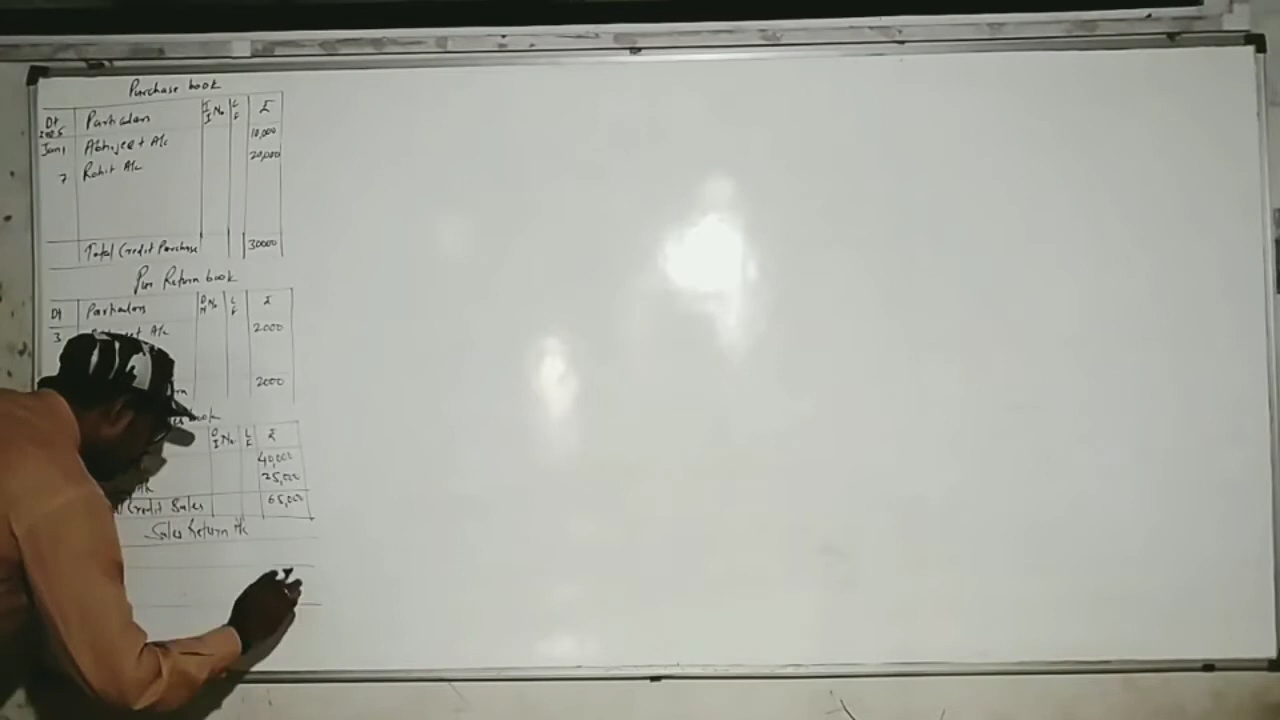 Purchase book
Dt Particulars I I No L F ₹
2025
Jan 1 Abhijeet A/c 10,000
7 Rohit A/c 20,000
Total Credit Purchase 30000
Pur Return book
Dt Particulars D N No L F ₹
3 A/c 2000
2000
book
O I No L F ₹
40,000
25,000
Credit Sales 65,000
Sales Return A/c